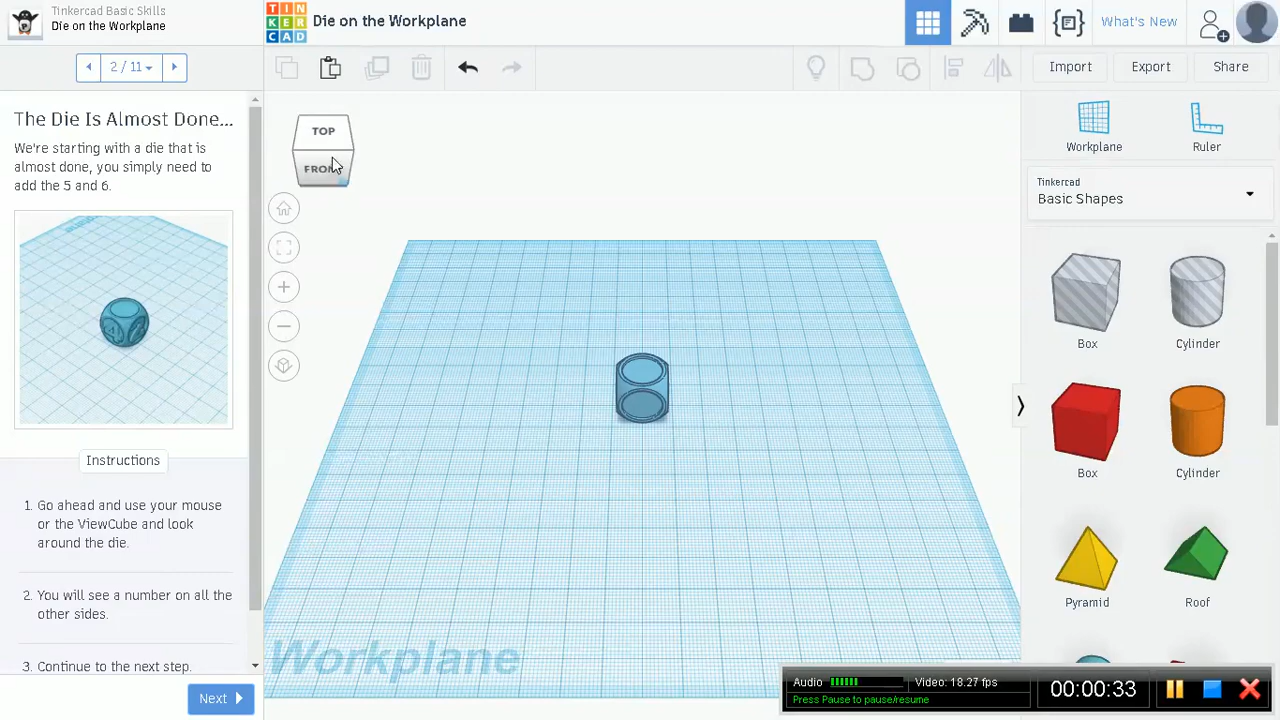 Tinkercad Basic Skills
Die on the Workplane
TIN
KER
CAD
Die on the Workplane
What's New
2 / 11
Import
Export
Share
The Die Is Almost Done...
We're starting with a die that is
almost done, you simply need to
add the 5 and 6.
Instructions
1. Go ahead and use your mouse
or the ViewCube and look
around the die.
2. You will see a number on all the
other sides.
3. Continue to the next step.
Next
TOP
FRONT
Workplane
Workplane
Ruler
Tinkercad
Basic Shapes
Box
Cylinder
Box
Cylinder
Pyramid
Roof
Audio
Video: 18.27 fps
Press Pause to pause/resume
00:00:33